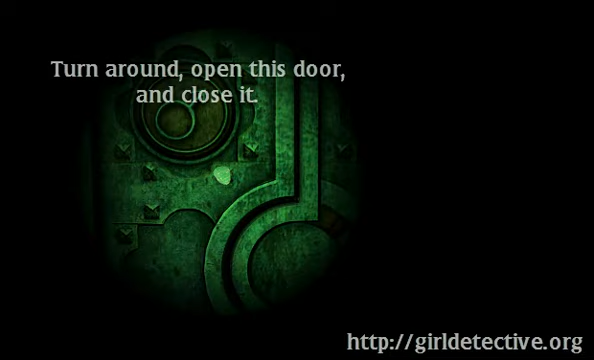 Turn around, open this door,
and close it.
http://girldetective.org